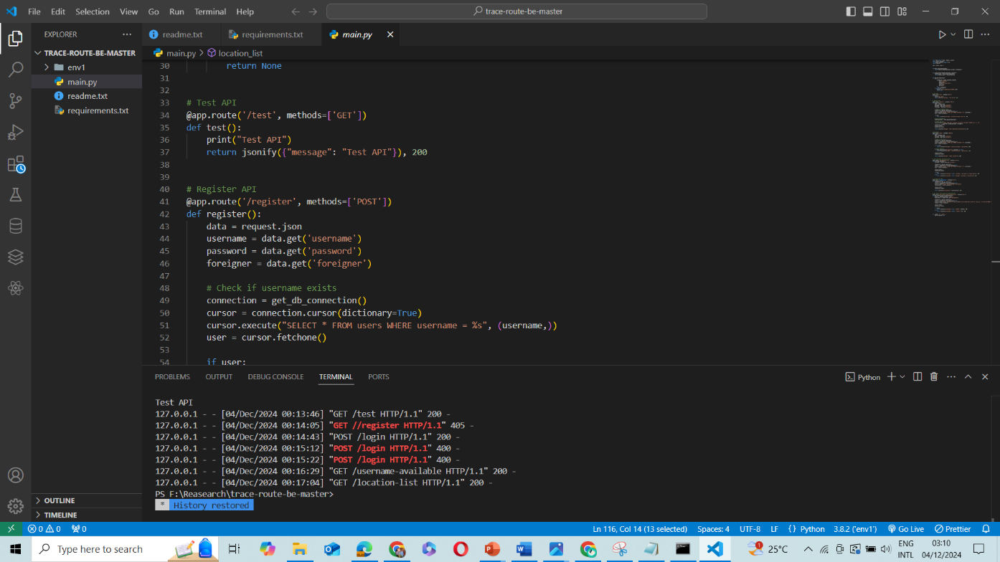 File Edit Selection View Go Run Terminal Help
trace-route-be-master
EXPLORER
TRACE-ROUTE-BE-MASTER
env1
main.py
readme.txt
requirements.txt
OUTLINE
TIMELINE
readme.txt requirements.txt main.py
main.py > location_list
30 return None
31
32
33 # Test API
34 @app.route('/test', methods=['GET'])
35 def test():
36 print("Test API")
37 return jsonify({"message": "Test API"}), 200
38
39
40 # Register API
41 @app.route('/register', methods=['POST'])
42 def register():
43 data = request.json
44 username = data.get('username')
45 password = data.get('password')
46 foreigner = data.get('foreigner')
47
48 # Check if username exists
49 connection = get_db_connection()
50 cursor = connection.cursor(dictionary=True)
51 cursor.execute("SELECT * FROM users WHERE username = %s", (username,))
52 user = cursor.fetchone()
53
54 if user:
PROBLEMS OUTPUT DEBUG CONSOLE TERMINAL PORTS
Python
Test API
127.0.0.1 - - [04/Dec/2024 00:13:46] "GET /test HTTP/1.1" 200 -
127.0.0.1 - - [04/Dec/2024 00:14:05] "GET //register HTTP/1.1" 405 -
127.0.0.1 - - [04/Dec/2024 00:14:43] "POST /login HTTP/1.1" 200 -
127.0.0.1 - - [04/Dec/2024 00:15:12] "POST /login HTTP/1.1" 400 -
127.0.0.1 - - [04/Dec/2024 00:15:22] "POST /login HTTP/1.1" 400 -
127.0.0.1 - - [04/Dec/2024 00:16:29] "GET /username-available HTTP/1.1" 200 -
127.0.0.1 - - [04/Dec/2024 00:17:04] "GET /location-list HTTP/1.1" 200 -
PS F:\Reasearch\trace-route-be-master>
* History restored
0 0 0 Ln 116, Col 14 (13 selected) Spaces: 4 UTF-8 LF {} Python 3.8.2 ('env1') Go Live Prettier
Type here to search
1 25°C
ENG
INTL
03:10
04/12/2024